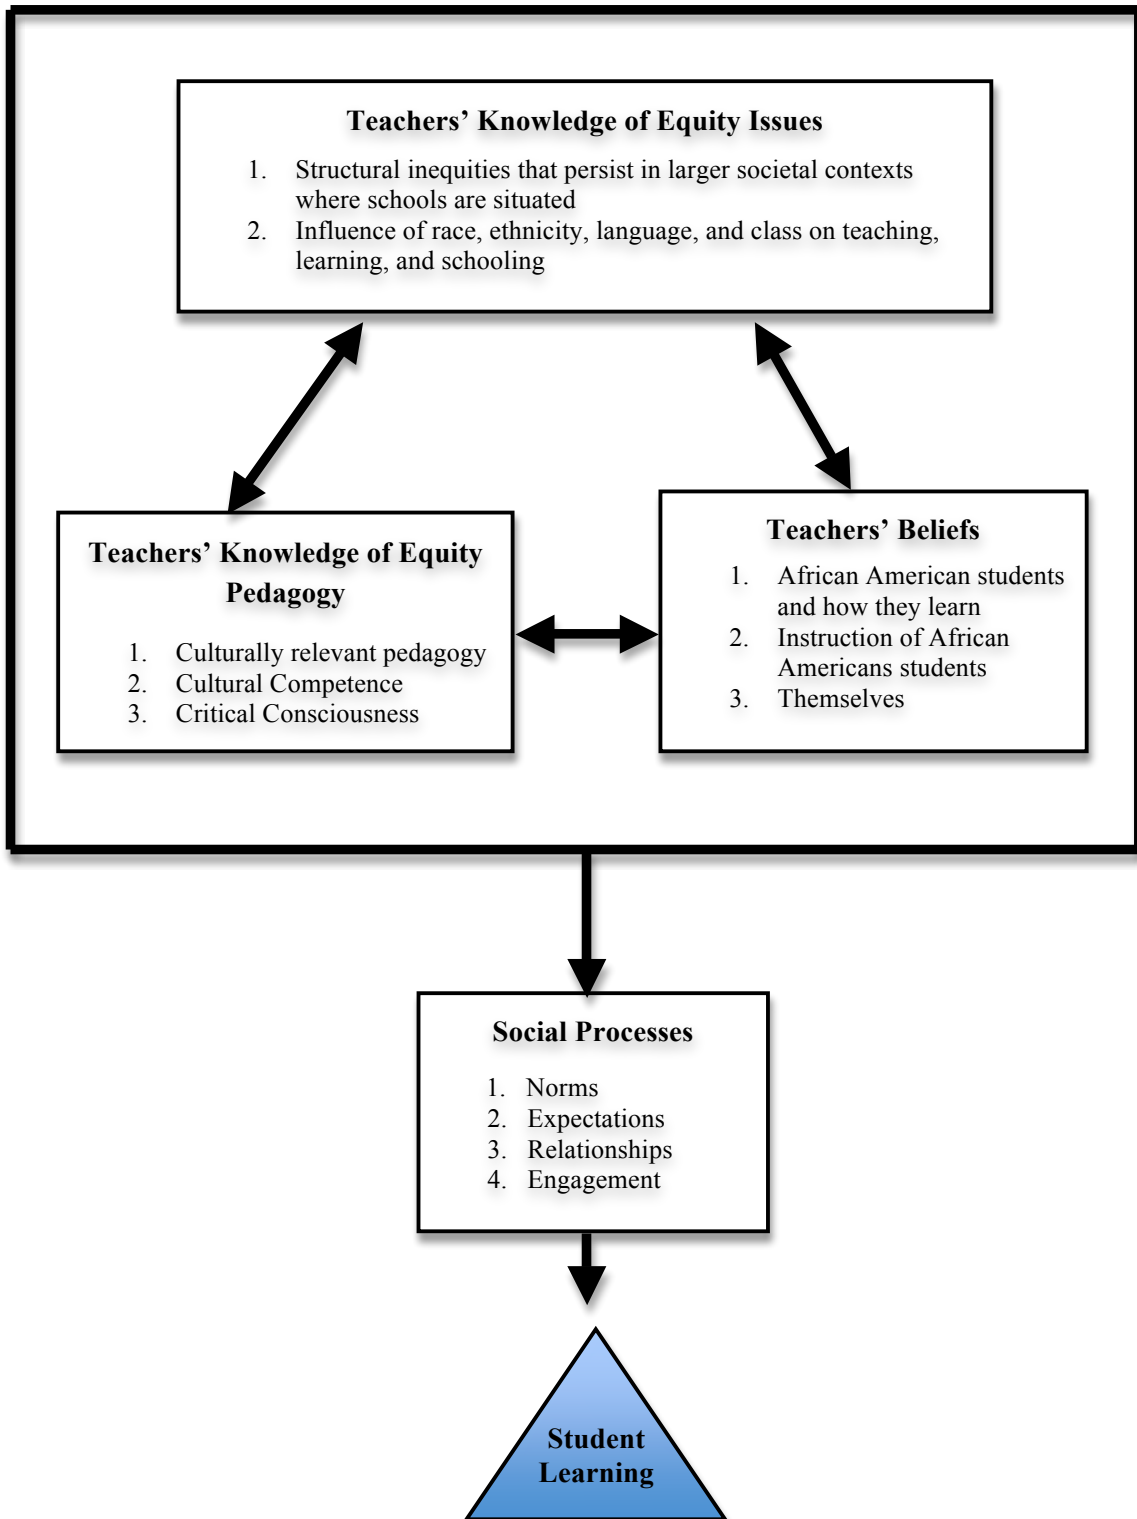 Teachers’ Knowledge of Equity Issues
1. Structural inequities that persist in larger societal contexts
where schools are situated
2. Influence of race, ethnicity, language, and class on teaching,
learning, and schooling
Teachers’ Knowledge of Equity
Pedagogy
1. Culturally relevant pedagogy
2. Cultural Competence
3. Critical Consciousness
Teachers’ Beliefs
1. African American students
and how they learn
2. Instruction of African
Americans students
3. Themselves
Social Processes
1. Norms
2. Expectations
3. Relationships
4. Engagement
Student
Learning